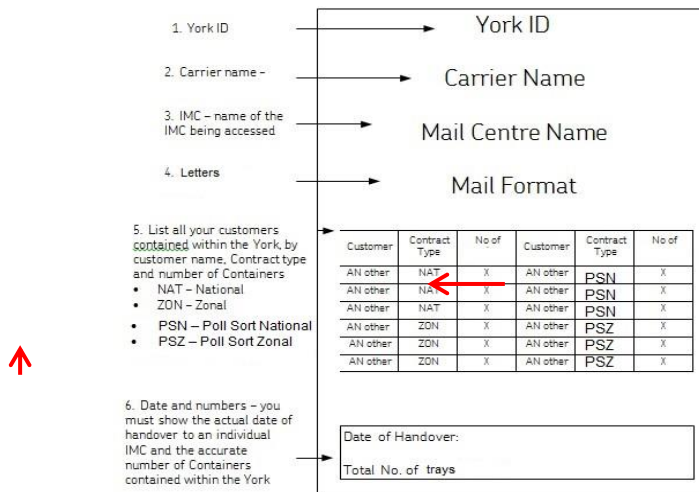 1. York ID
York ID
2. Carrier name –
Carrier Name
3. IMC – name of the
IMC being accessed
Mail Centre Name
4. Letters
Mail Format
5. List all your customers
contained within the York, by
customer name, Contract type
and number of Containers
• NAT – National
• ZON – Zonal
• PSN – Poll Sort National
• PSZ – Poll Sort Zonal
Customer Contract Type No of Customer Contract Type No of
AN other NAT X AN other PSN X
AN other NAT X AN other PSN X
AN other NAT X AN other PSN X
AN other ZON X AN other PSZ X
AN other ZON X AN other PSZ X
AN other ZON X AN other PSZ X
6. Date and numbers – you
must show the actual date of
handover to an individual
IMC and the accurate
number of Containers
contained within the York
Date of Handover:
Total No. of trays